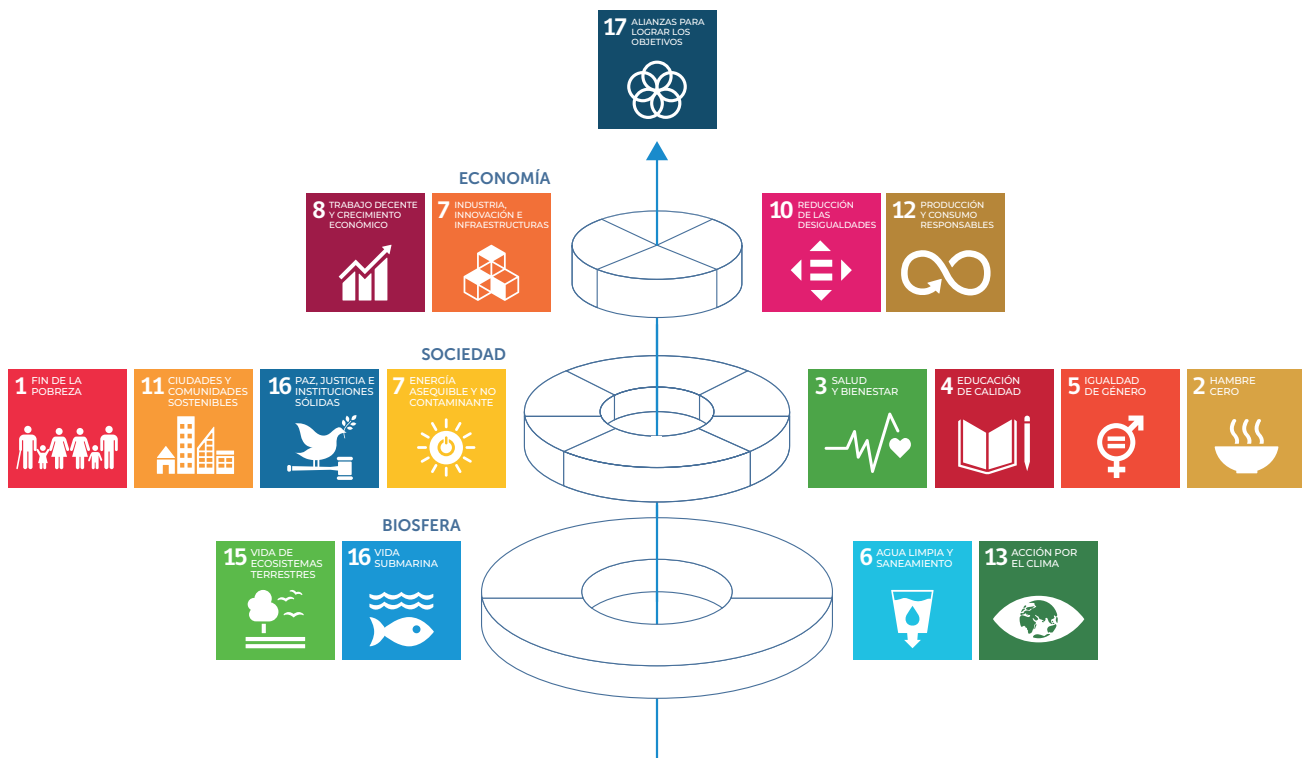 17 ALIANZAS PARA
LOGRAR LOS
OBJETIVOS
ECONOMÍA
8 TRABAJO DECENTE
Y CRECIMIENTO
ECONÓMICO
7 INDUSTRIA,
INNOVACIÓN E
INFRAESTRUCTURAS
10 REDUCCIÓN
DE LAS
DESIGUALDADES
12 PRODUCCIÓN
Y CONSUMO
RESPONSABLES
SOCIEDAD
1 FIN DE LA
POBREZA
11 CIUDADES Y
COMUNIDADES
SOSTENIBLES
16 PAZ, JUSTICIA E
INSTITUCIONES
SÓLIDAS
7 ENERGÍA
ASEQUIBLE Y NO
CONTAMINANTE
3 SALUD
Y BIENESTAR
4 EDUCACIÓN
DE CALIDAD
5 IGUALDAD
DE GÉNERO
2 HAMBRE
CERO
BIOSFERA
15 VIDA DE
ECOSISTEMAS
TERRESTRES
16 VIDA
SUBMARINA
6 AGUA LIMPIA Y
SANEAMIENTO
13 ACCIÓN POR
EL CLIMA